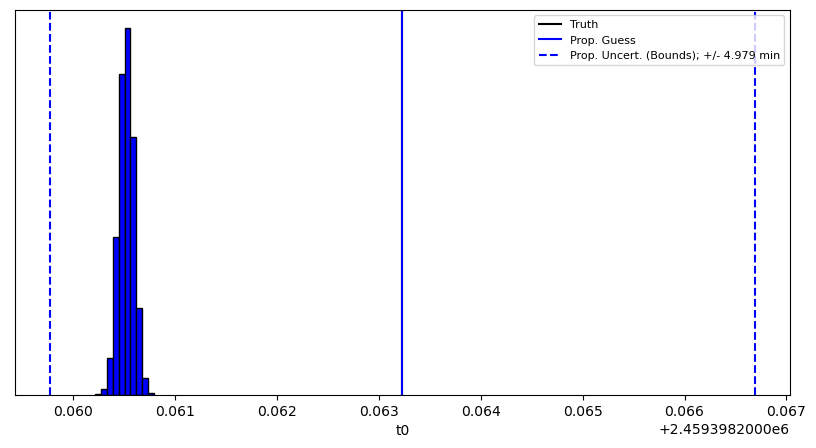 Truth
Prop. Guess
Prop. Uncert. (Bounds); +/- 4.979 min
0.060 0.061 0.062 0.063 0.064 0.065 0.066 0.067
t0
+2.4593982000e6